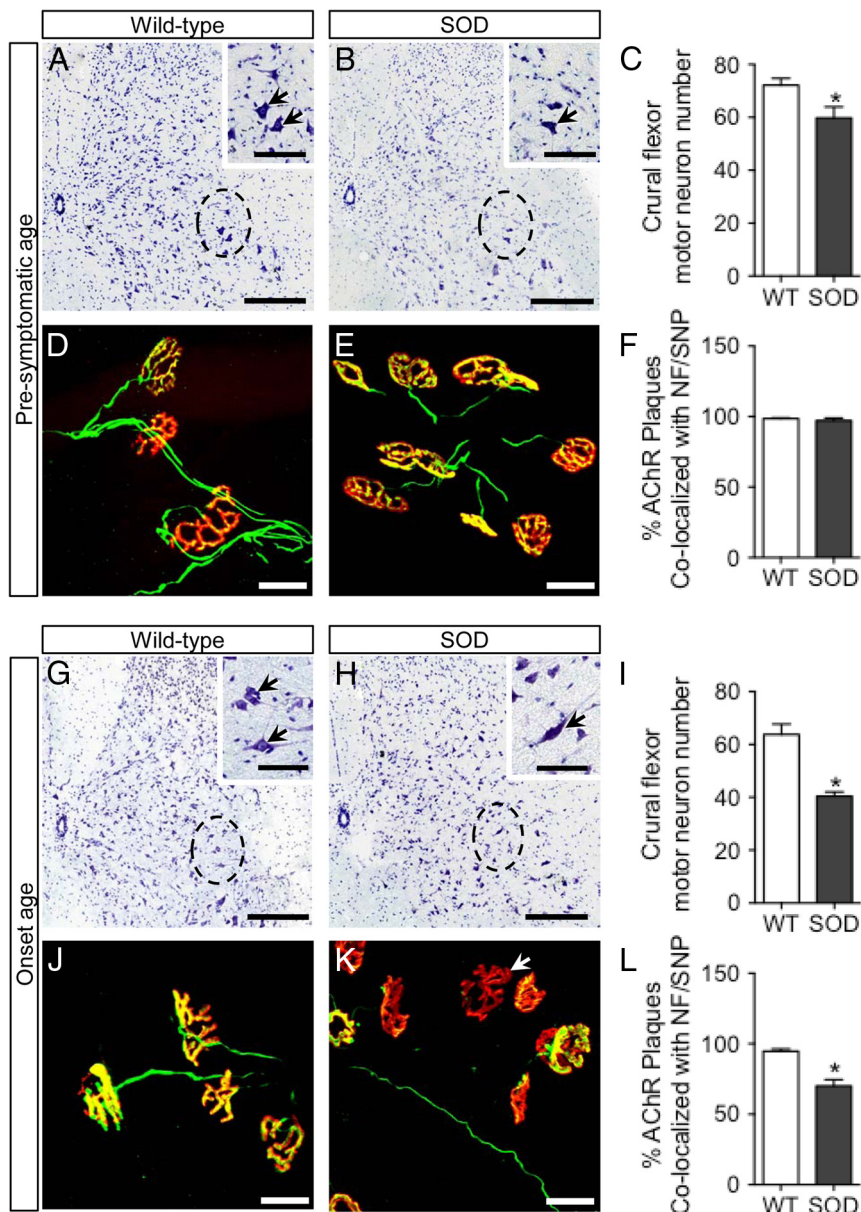 Wild-type
SOD
Pre-symptomatic age
A
B
C
Crural flexor
motor neuron number
80
60
40
20
0
*
WT SOD
D
E
F
% AChR Plaques
Co-localized with NF/SNP
150
100
50
0
WT SOD
Wild-type
SOD
Onset age
G
H
I
Crural flexor
motor neuron number
80
60
40
20
0
*
WT SOD
J
K
L
% AChR Plaques
Co-localized with NF/SNP
150
100
50
0
*
WT SOD